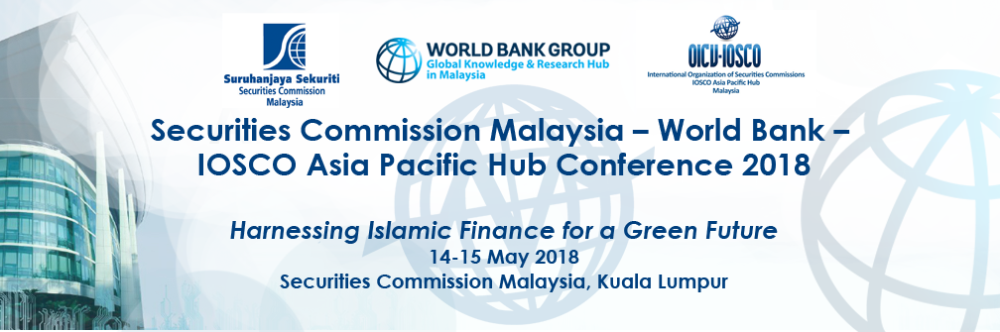 Suruhanjaya Sekuriti
Securities Commission
Malaysia
WORLD BANK GROUP
Global Knowledge & Research Hub
in Malaysia
OICU-IOSCO
International Organization of Securities Commissions
IOSCO Asia Pacific Hub
Malaysia
Securities Commission Malaysia – World Bank –
IOSCO Asia Pacific Hub Conference 2018
Harnessing Islamic Finance for a Green Future
14-15 May 2018
Securities Commission Malaysia, Kuala Lumpur